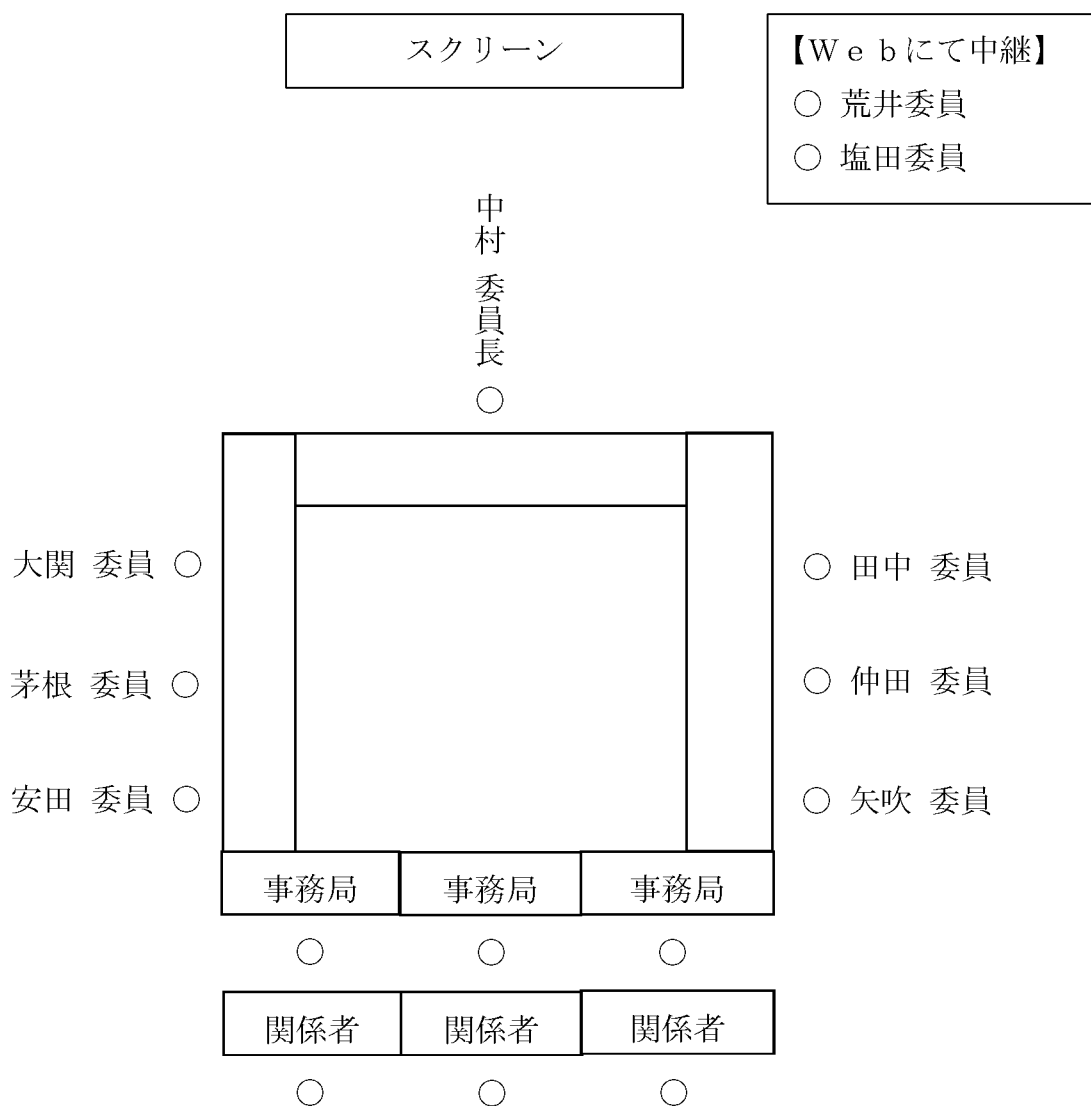 スクリーン
【Ｗｅｂにて中継】
○ 荒井委員
○ 塩田委員
中村 委員長 ○
大関 委員 ○
○ 田中 委員
茅根 委員 ○
○ 仲田 委員
安田 委員 ○
○ 矢吹 委員
事務局 事務局 事務局
○ ○ ○
関係者 関係者 関係者
○ ○ ○